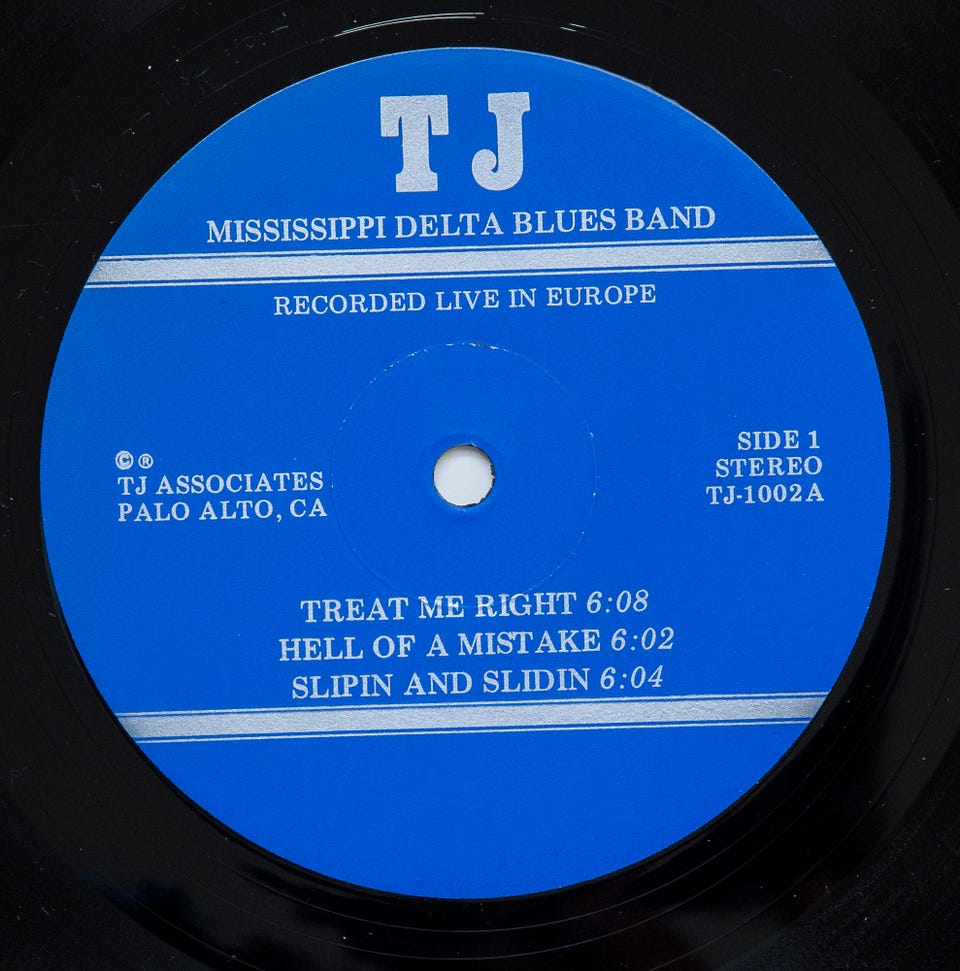 TJ
MISSISSIPPI DELTA BLUES BAND
RECORDED LIVE IN EUROPE
© ®
TJ ASSOCIATES
PALO ALTO, CA
SIDE 1
STEREO
TJ-1002A
TREAT ME RIGHT 6:08
HELL OF A MISTAKE 6:02
SLIPIN AND SLIDIN 6:04